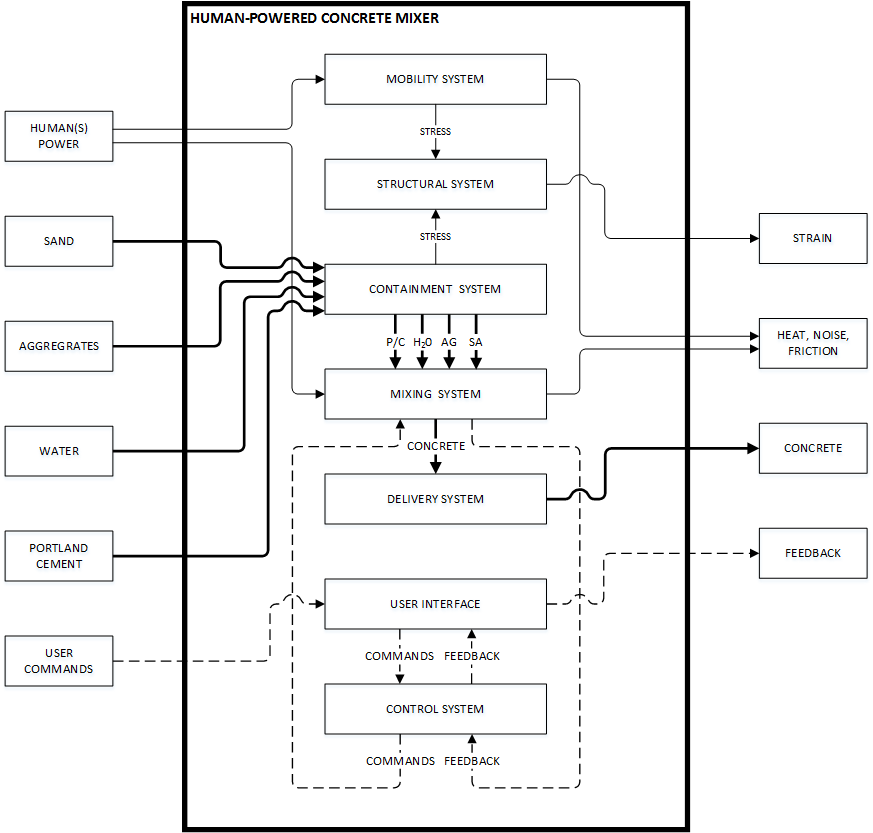 HUMAN-POWERED CONCRETE MIXER
MOBILITY SYSTEM
HUMAN(S)
POWER
STRESS
STRUCTURAL SYSTEM
SAND
STRESS
STRAIN
CONTAINMENT SYSTEM
AGGREGRATES
P/C H₂0 AG SA
HEAT, NOISE,
FRICTION
MIXING SYSTEM
WATER
CONCRETE
CONCRETE
DELIVERY SYSTEM
PORTLAND
CEMENT
FEEDBACK
USER INTERFACE
USER
COMMANDS
COMMANDS FEEDBACK
CONTROL SYSTEM
COMMANDS FEEDBACK